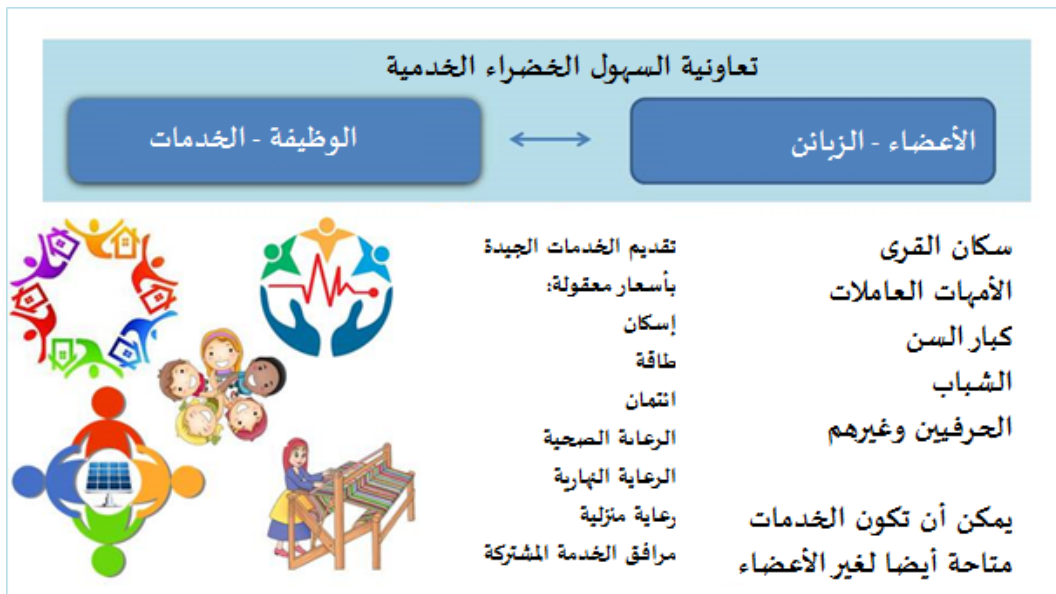 تعاونية السهول الخضراء الخدمية
الأعضاء - الزبائن
الوظيفة - الخدمات
سكان القرى
الأمهات العاملات
كبار السن
الشباب
الحرفيين وغيرهم
يمكن أن تكون الخدمات
متاحة أيضا لغير الأعضاء
تقديم الخدمات الجيدة
بأسعار معقولة:
إسكان
طاقة
ائتمان
الرعاية الصحية
الرعاية النهارية
رعاية منزلية
مرافق الخدمة المشتركة